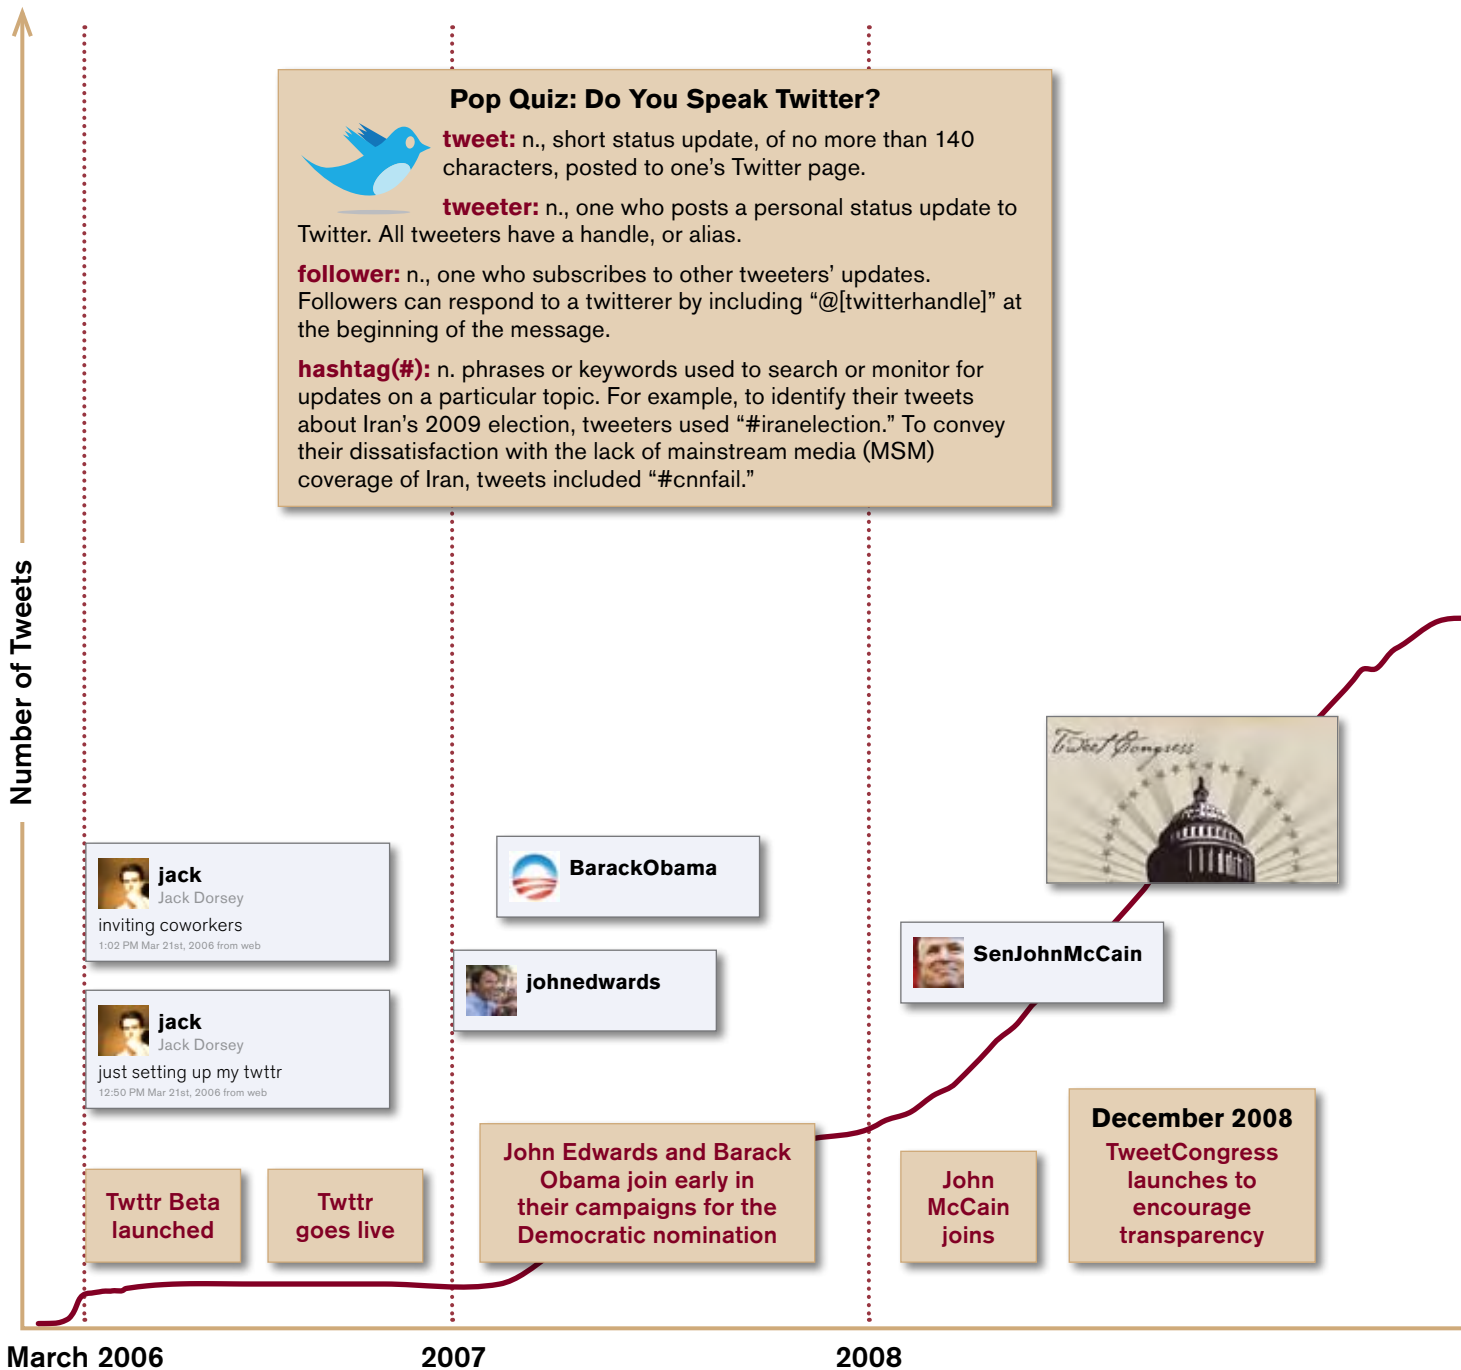 Pop Quiz: Do You Speak Twitter?
tweet: n., short status update, of no more than 140
characters, posted to one’s Twitter page.
tweeter: n., one who posts a personal status update to
Twitter. All tweeters have a handle, or alias.
follower: n., one who subscribes to other tweeters’ updates.
Followers can respond to a twitterer by including “@[twitterhandle]” at
the beginning of the message.
hashtag(#): n. phrases or keywords used to search or monitor for
updates on a particular topic. For example, to identify their tweets
about Iran’s 2009 election, tweeters used “#iranelection.” To convey
their dissatisfaction with the lack of mainstream media (MSM)
coverage of Iran, tweets included “#cnnfail.”
Number of Tweets
Tweet Congress
jack
Jack Dorsey
inviting coworkers
1:02 PM Mar 21st, 2006 from web
jack
Jack Dorsey
just setting up my twttr
12:50 PM Mar 21st, 2006 from web
BarackObama
johnedwards
SenJohnMcCain
Twttr Beta
launched
Twttr
goes live
John Edwards and Barack
Obama join early in
their campaigns for the
Democratic nomination
John
McCain
joins
December 2008
TweetCongress
launches to
encourage
transparency
March 2006
2007
2008